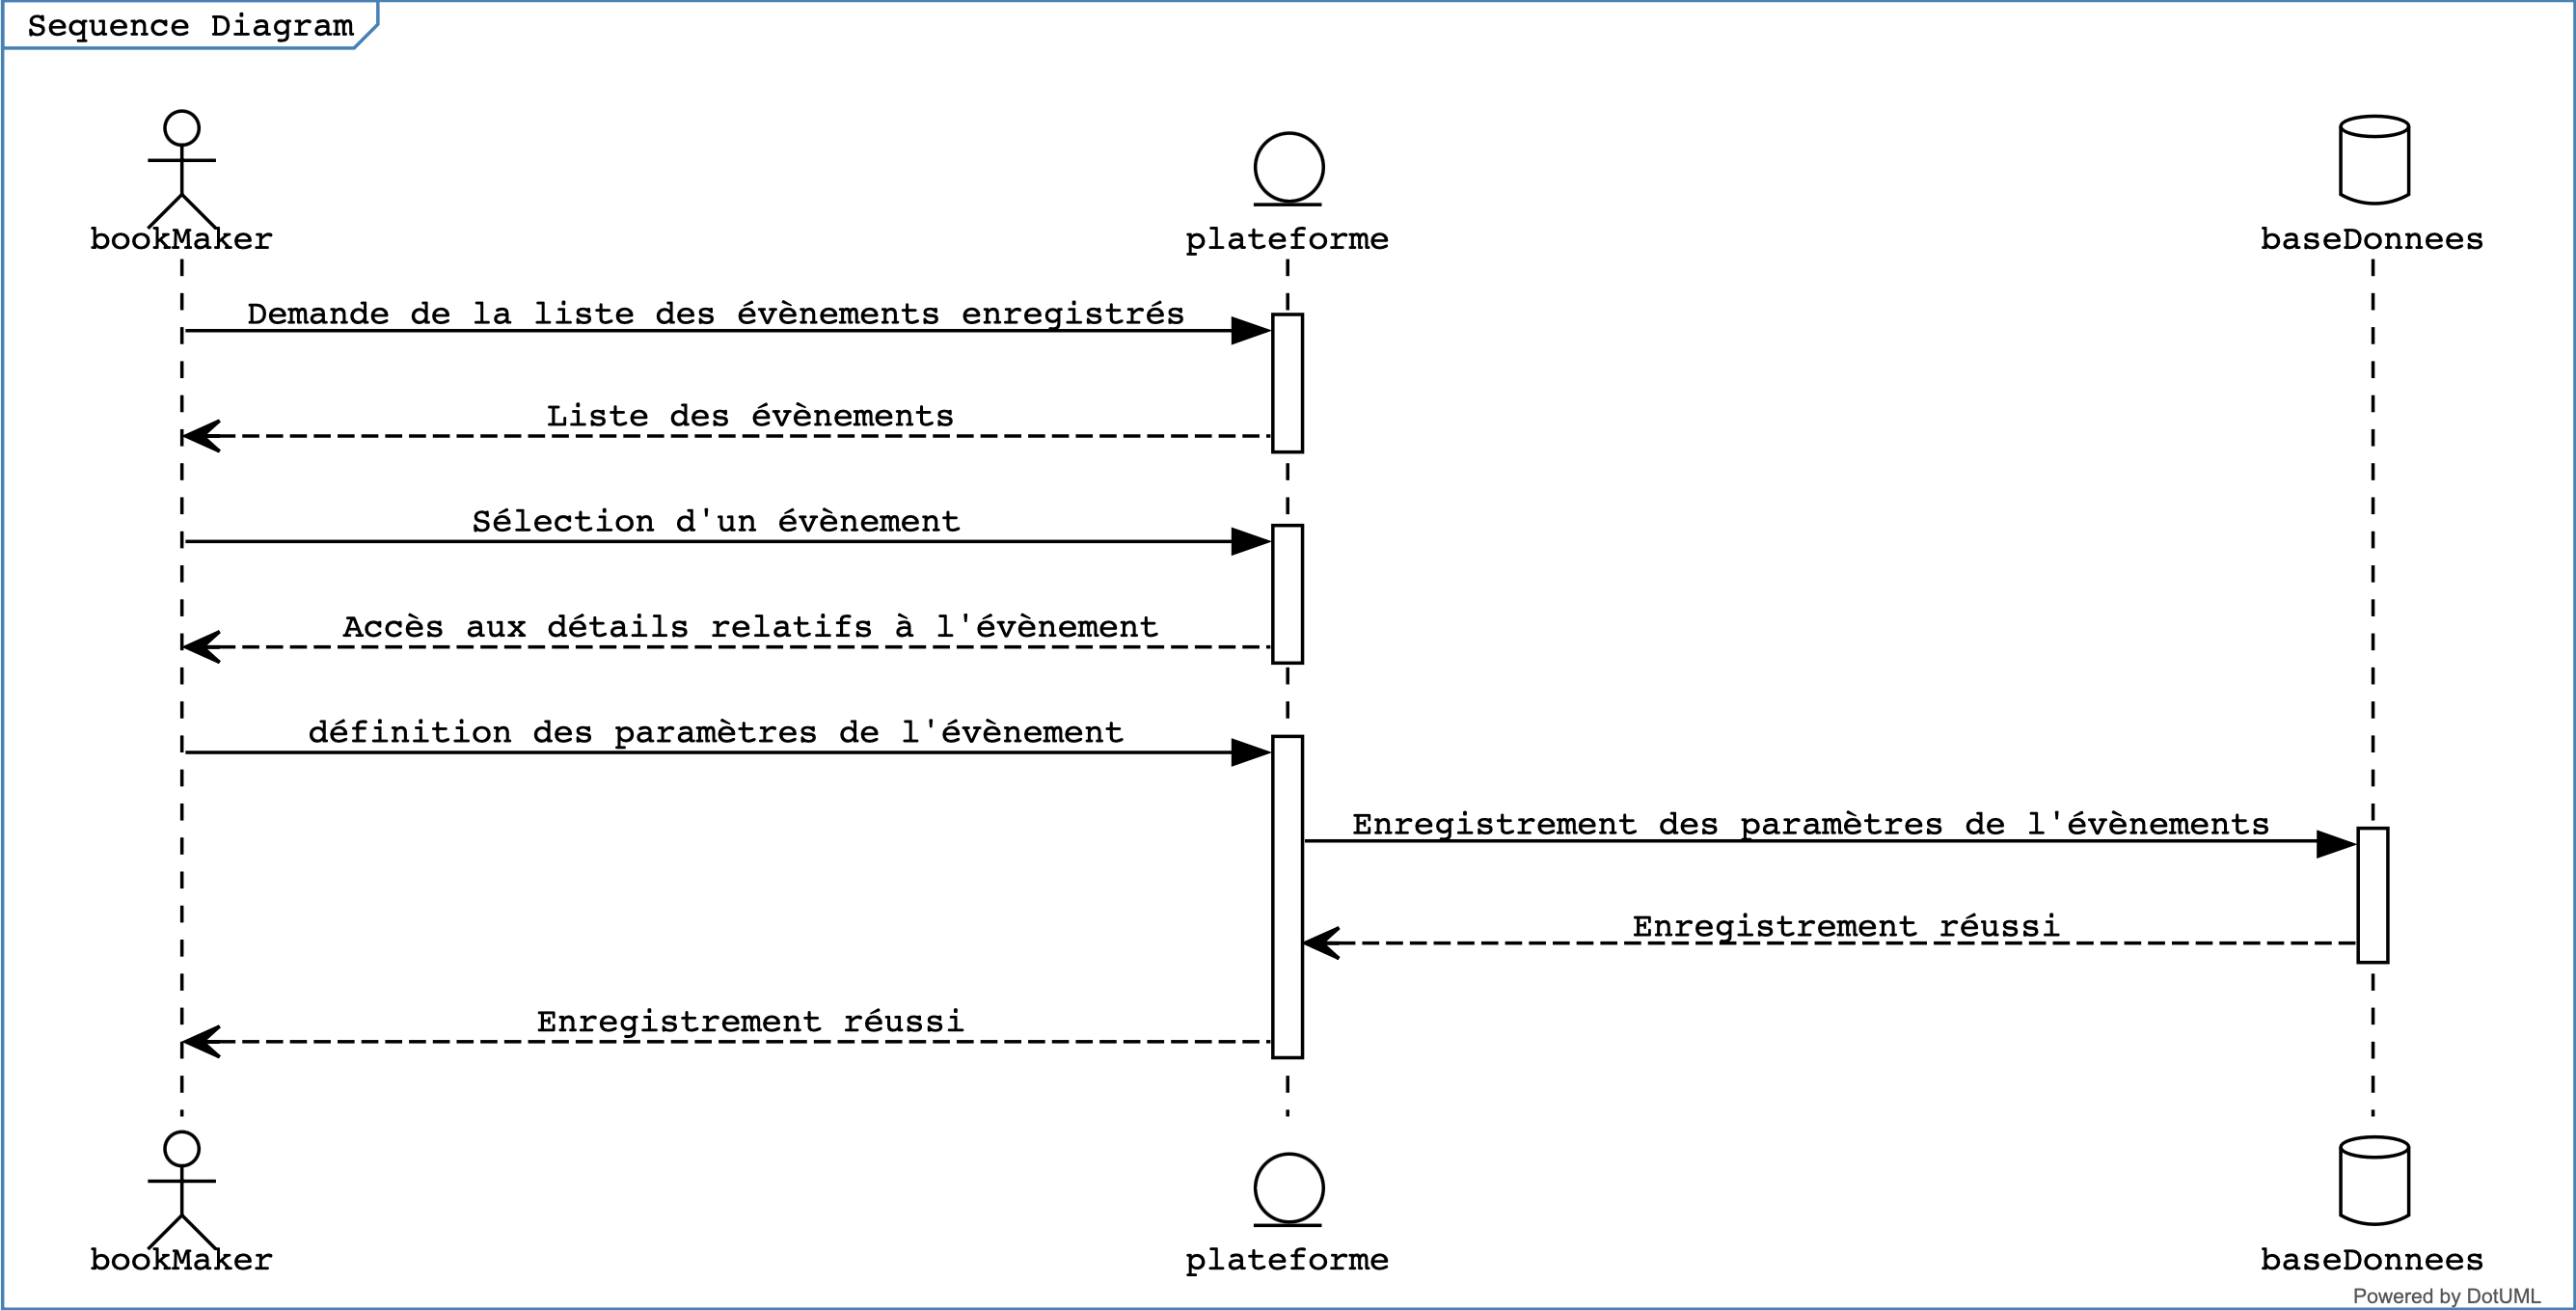 Sequence Diagram
bookMaker
plateforme
baseDonnees
Demande de la liste des évènements enregistrés
Liste des évènements
Sélection d'un évènement
Accès aux détails relatifs à l'évènement
définition des paramètres de l'évènement
Enregistrement des paramètres de l'évènements
Enregistrement réussi
Enregistrement réussi
bookMaker
plateforme
baseDonnees
Powered by DotUML